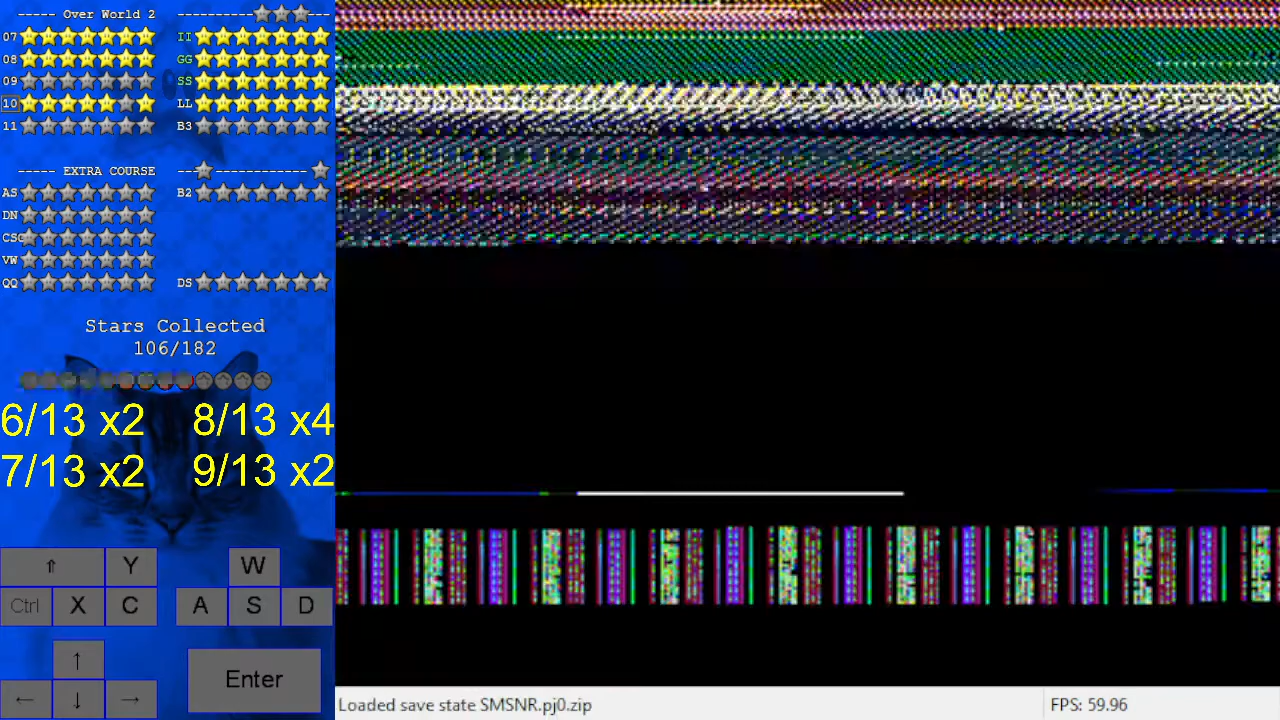 ----- Over World 2
07 II
08 GG
09 SS
10 LL
11 B3
----- EXTRA COURSE
AS B2
DN
CSG
VW
QQ DS
Stars Collected
106/182
6/13 x2 8/13 x4
7/13 x2 9/13 x2
⇑ Y W
Ctrl X C A S D
↑
← ↓ → Enter
Loaded save state SMSNR.pj0.zip FPS: 59.96